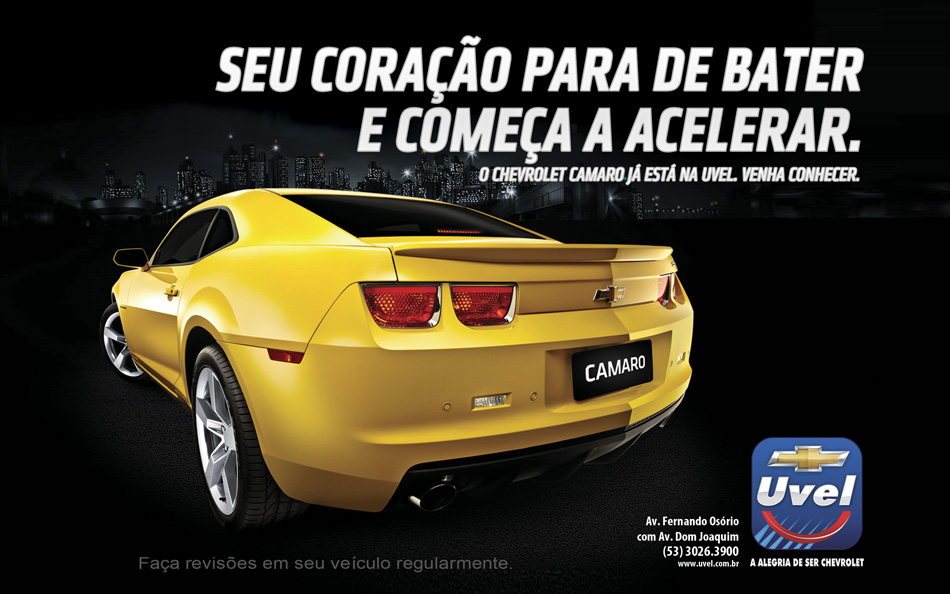 SEU CORAÇÃO PARA DE BATER
E COMEÇA A ACELERAR.
O CHEVROLET CAMARO JÁ ESTÁ NA UVEL. VENHA CONHECER.
CAMARO
Uvel
Av. Fernando Osório
com Av. Dom Joaquim
(53) 3026.3900
www.uvel.com.br
A ALEGRIA DE SER CHEVROLET
Faça revisões em seu veículo regularmente.